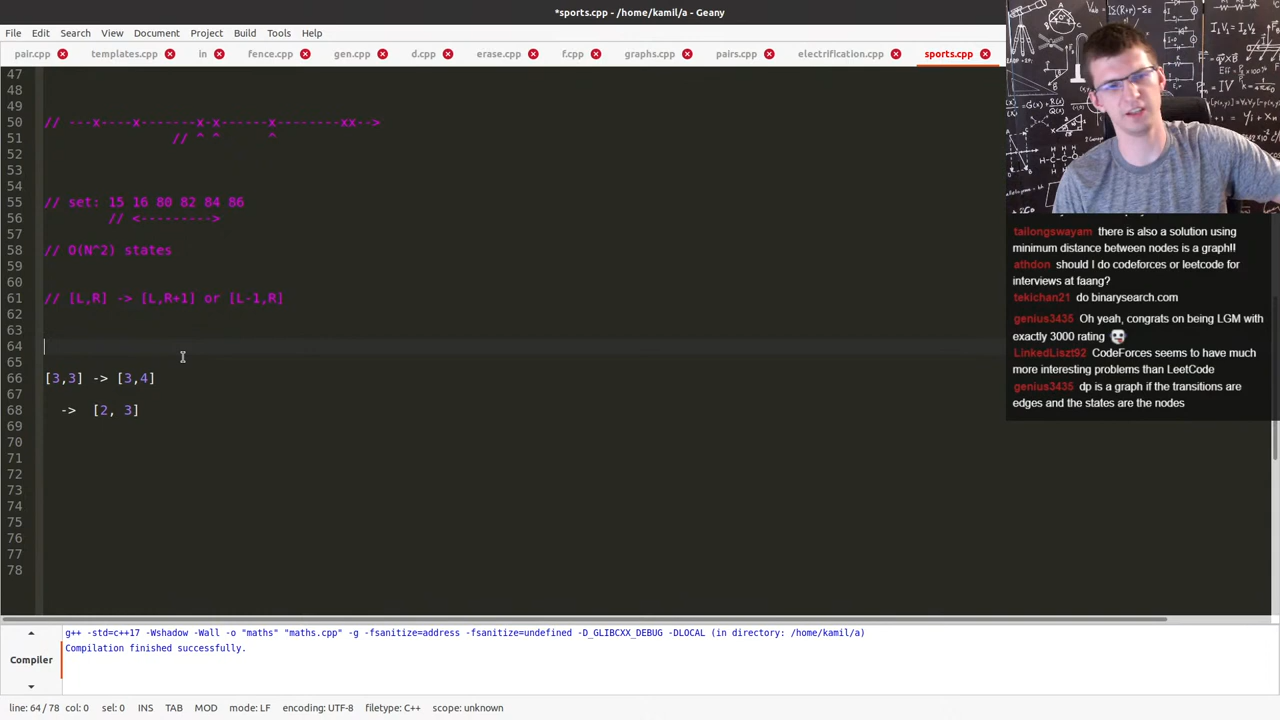 *sports.cpp - /home/kamil/a - Geany
File Edit Search View Document Project Build Tools Help
pair.cpp templates.cpp in fence.cpp gen.cpp d.cpp erase.cpp f.cpp graphs.cpp pairs.cpp electrification.cpp sports.cpp
47
48
49
50 // ---x----x-------x-x------x--------xx-->
51 // ^ ^ ^
52
53
54
55 // set: 15 16 80 82 84 86
56 // <--------->
57
58 // O(N^2) states
59
60
61 // [L,R] -> [L,R+1] or [L-1,R]
62
63
64
65
66 [3,3] -> [3,4]
67
68 -> [2, 3]
69
70
71
72
73
74
75
76
77
78
tailongswayam there is also a solution using
minimum distance between nodes is a graph!!
athdon should I do codeforces or leetcode for
interviews at faang?
tekichan21 do binarysearch.com
genius3435 Oh yeah, congrats on being LGM with
exactly 3000 rating
LinkedLiszt92 CodeForces seems to have much
more interesting problems than LeetCode
genius3435 dp is a graph if the transitions are
edges and the states are the nodes
Compiler
g++ -std=c++17 -Wshadow -Wall -o "maths" "maths.cpp" -g -fsanitize=address -fsanitize=undefined -D_GLIBCXX_DEBUG -DLOCAL (in directory: /home/kamil/a)
Compilation finished successfully.
line: 64 / 78 col: 0 sel: 0 INS TAB MOD mode: LF encoding: UTF-8 filetype: C++ scope: unknown